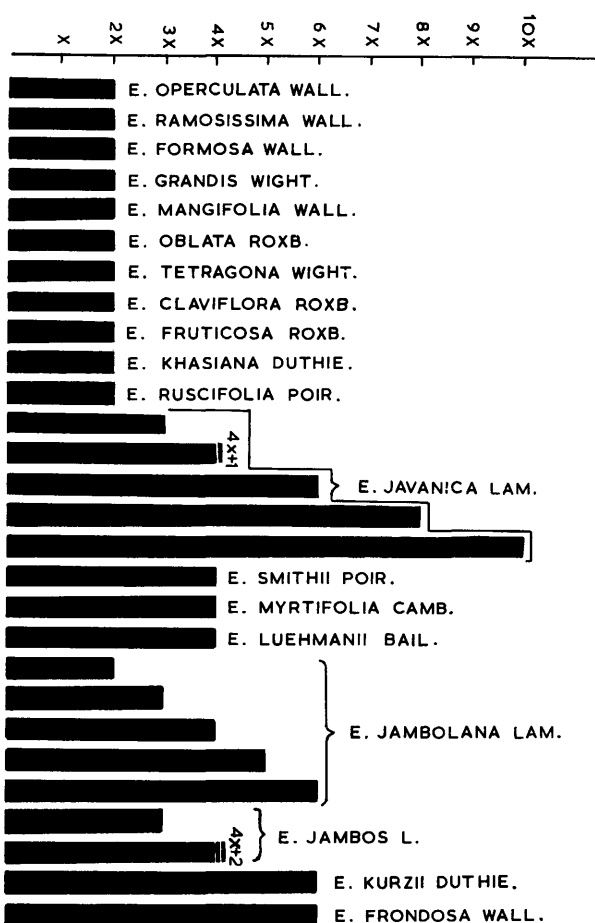 X 2X 3X 4X 5X 6X 7X 8X 9X 10X
E. OPERCULATA WALL.
E. RAMOSISSIMA WALL.
E. FORMOSA WALL.
E. GRANDIS WIGHT.
E. MANGIFOLIA WALL.
E. OBLATA ROXB.
E. TETRAGONA WIGHT.
E. CLAVIFLORA ROXB.
E. FRUTICOSA ROXB.
E. KHASIANA DUTHIE.
E. RUSCIFOLIA POIR.
4X+1
E. JAVANICA LAM.
E. SMITHII POIR.
E. MYRTIFOLIA CAMB.
E. LUEHMANII BAIL.
E. JAMBOLANA LAM.
4X+2
E. JAMBOS L.
E. KURZII DUTHIE.
E. FRONDOSA WALL.